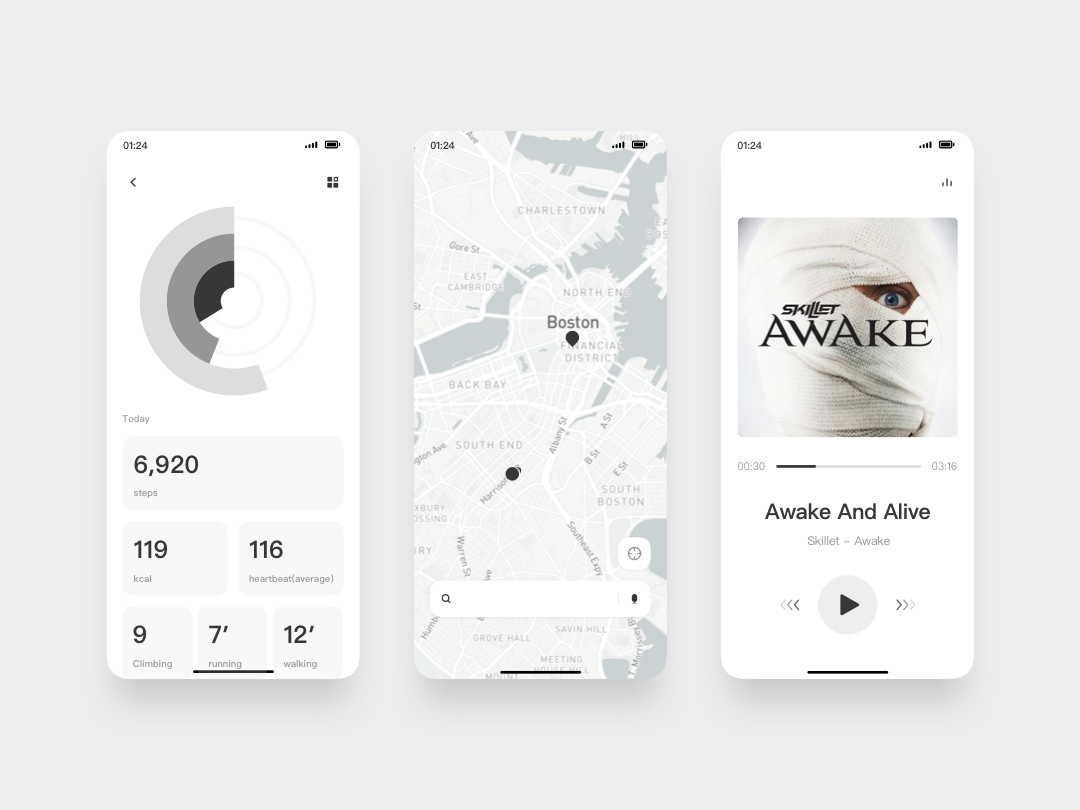 01:24
Today
6,920
steps
119
kcal
116
heartbeat(average)
9
Climbing
7’
running
12’
walking
01:24
HILL
CHARLESTOWN
Gore St
EAST
CAMBRIDGE
NORTH END
Boston
FINANCIAL
DISTRICT
BACK BAY
Albany St
A St
SOUTH END
B St
E St
Harrison
SOUTH
BOSTON
Warren St
Southeast Expy
GROVE HALL
SAVIN HILL
MEETING
HOUSE HILL
01:24
SKILLET
AWAKE
00:30
03:16
Awake And Alive
Skillet – Awake